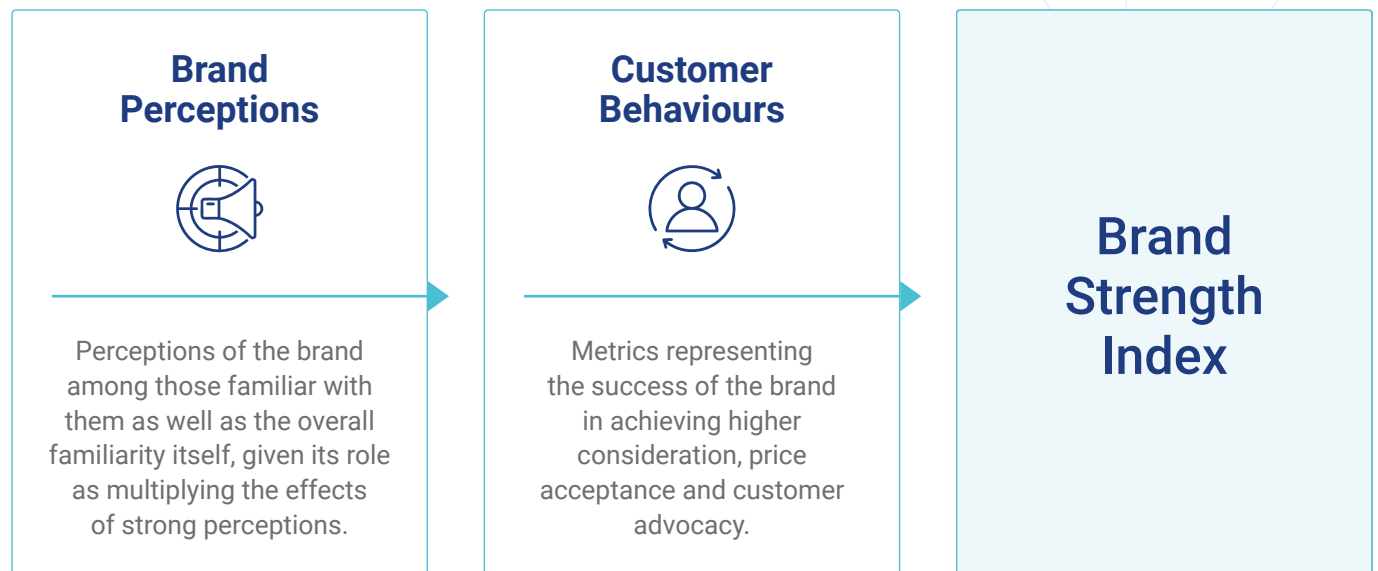 Brand
Perceptions
Perceptions of the brand
among those familiar with
them as well as the overall
familiarity itself, given its role
as multiplying the effects
of strong perceptions.
Customer
Behaviours
Metrics representing
the success of the brand
in achieving higher
consideration, price
acceptance and customer
advocacy.
Brand
Strength
Index